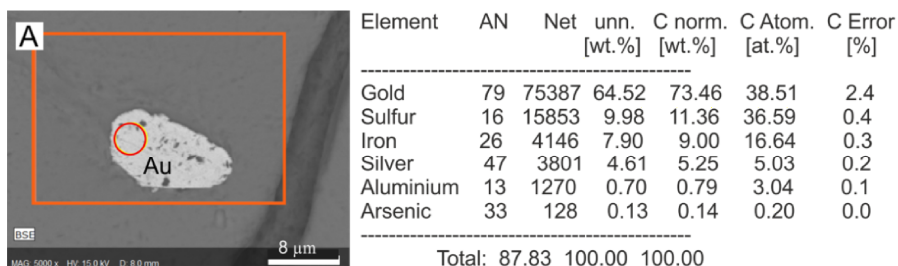 A
Au
BSE
8 µm
MAG: 5000 x HV: 15.0 kV D: 8.0 mm
Element AN Net unn. C norm. C Atom. C Error
[wt.%] [wt.%] [at.%] [%]
-----------------------------------------------
Gold 79 75387 64.52 73.46 38.51 2.4
Sulfur 16 15853 9.98 11.36 36.59 0.4
Iron 26 4146 7.90 9.00 16.64 0.3
Silver 47 3801 4.61 5.25 5.03 0.2
Aluminium 13 1270 0.70 0.79 3.04 0.1
Arsenic 33 128 0.13 0.14 0.20 0.0
-----------------------------------------------
Total: 87.83 100.00 100.00